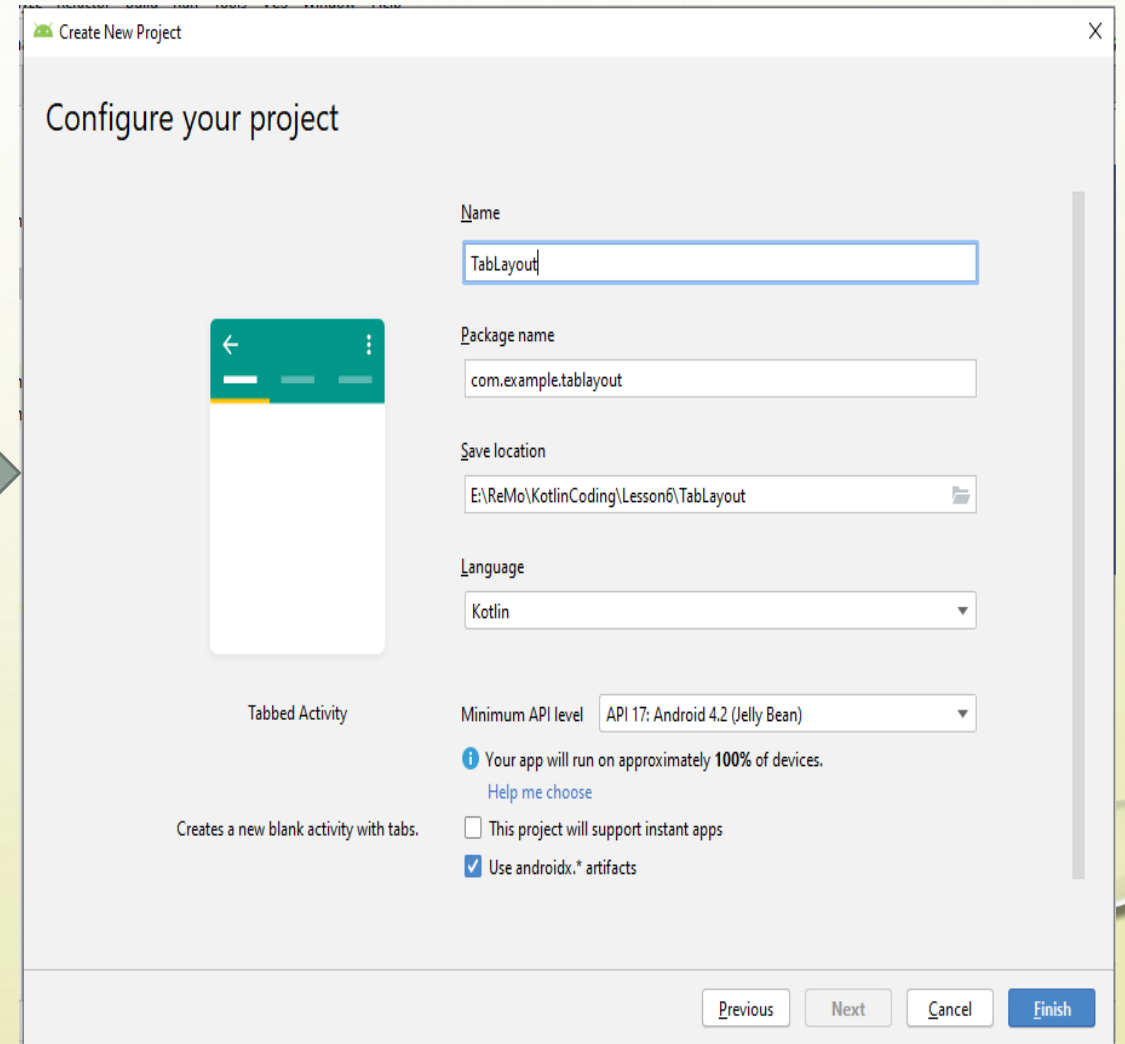 Create New Project
X
Configure your project
Name
TabLayout
Package name
com.example.tablayout
Save location
E:\ReMo\KotlinCoding\Lesson6\TabLayout
Language
Kotlin
Tabbed Activity
Minimum API level API 17: Android 4.2 (Jelly Bean)
Your app will run on approximately 100% of devices.
Help me choose
Creates a new blank activity with tabs.
This project will support instant apps
Use androidx.* artifacts
Previous Next Cancel Finish